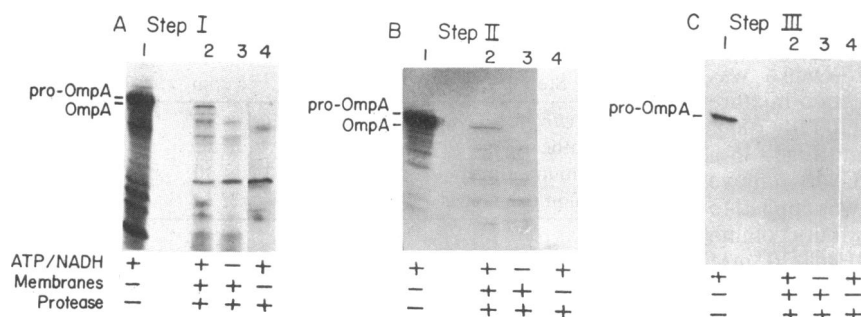 A Step I
1 2 3 4
pro-OmpA
OmpA
ATP/NADH + + − +
Membranes − + + −
Protease − + + +
B Step II
1 2 3 4
pro-OmpA
OmpA
+ + − +
− + + −
− + + +
C Step III
1 2 3 4
pro-OmpA
+ + − +
− + + −
− + + +